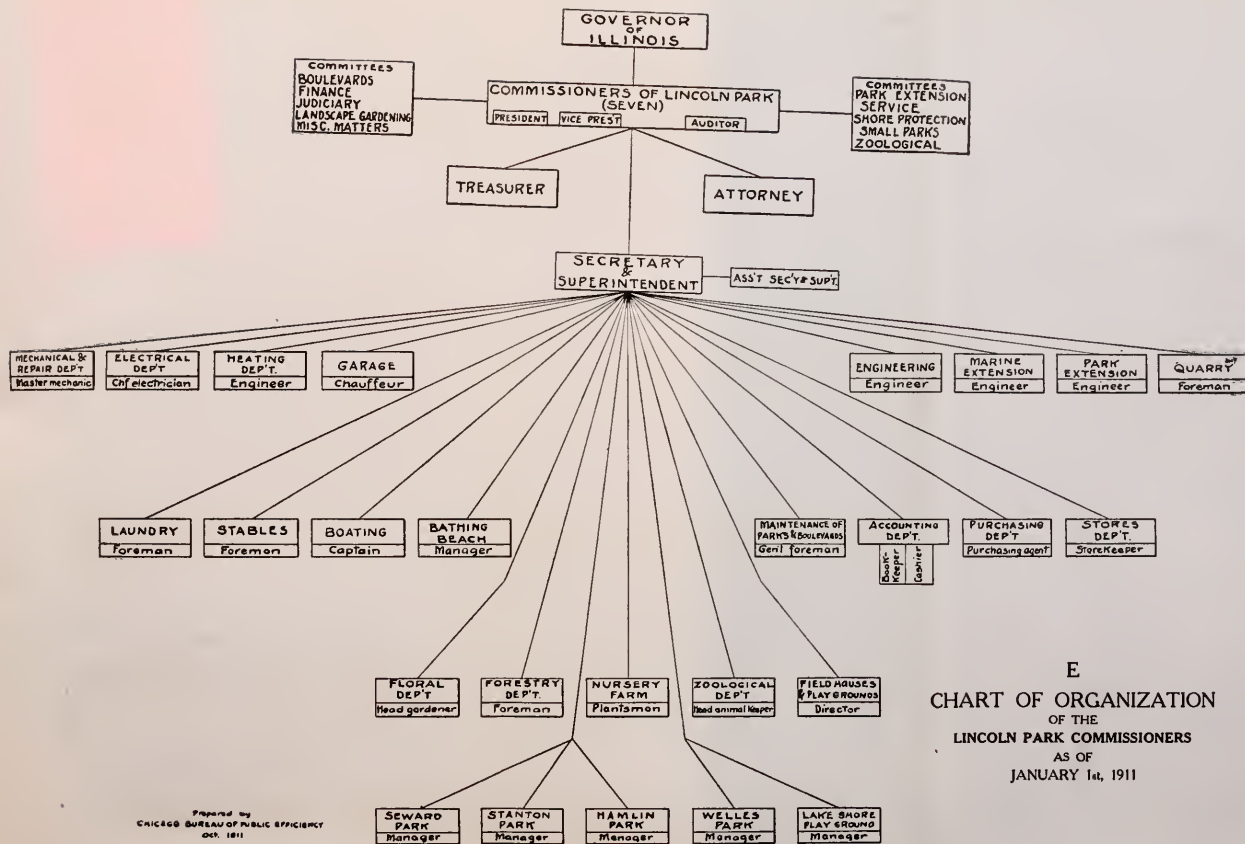 GOVERNOR
OF
ILLINOIS
COMMITTEES
BOULEVARDS
FINANCE
JUDICIARY
LANDSCAPE GARDENING
MISC. MATTERS
COMMISSIONERS OF LINCOLN PARK
(SEVEN)
PRESIDENT
VICE PREST
AUDITOR
COMMITTEES
PARK EXTENSION
SERVICE
SHORE PROTECTION
SMALL PARKS
ZOOLOGICAL
TREASURER
ATTORNEY
SECRETARY
&
SUPERINTENDENT
ASS'T SEC'Y & SUP'T.
MECHANICAL &
REPAIR DEP'T
Master mechanic
ELECTRICAL
DEP'T
Chf electrician
HEATING
DEP'T.
Engineer
GARAGE
Chauffeur
ENGINEERING
Engineer
MARINE
EXTENSION
Engineer
PARK
EXTENSION
Engineer
QUARRY
Foreman
LAUNDRY
Foreman
STABLES
Foreman
BOATING
Captain
BATHING
BEACH
Manager
MAINTENANCE OF
PARKS & BOULEVARDS
Gen'l foreman
ACCOUNTING
DEP'T.
Book-
Keeper
Cashier
PURCHASING
DEP'T
Purchasing agent
STORES
DEP'T.
StoreKeeper
FLORAL
DEP'T
Head gardener
FORESTRY
DEP'T.
Foreman
NURSERY
FARM
Plantsman
ZOOLOGICAL
DEP'T
Head animal Keeper
FIELD HOUSES
& PLAY GROUNDS
Director
SEWARD
PARK
Manager
STANTON
PARK
Manager
HAMLIN
PARK
Manager
WELLES
PARK
Manager
LAKE SHORE
PLAY GROUND
Manager
E
CHART OF ORGANIZATION
OF THE
LINCOLN PARK COMMISSIONERS
AS OF
JANUARY 1st, 1911
Prepared by
CHICAGO BUREAU OF PUBLIC EFFICIENCY
OCT. 1911